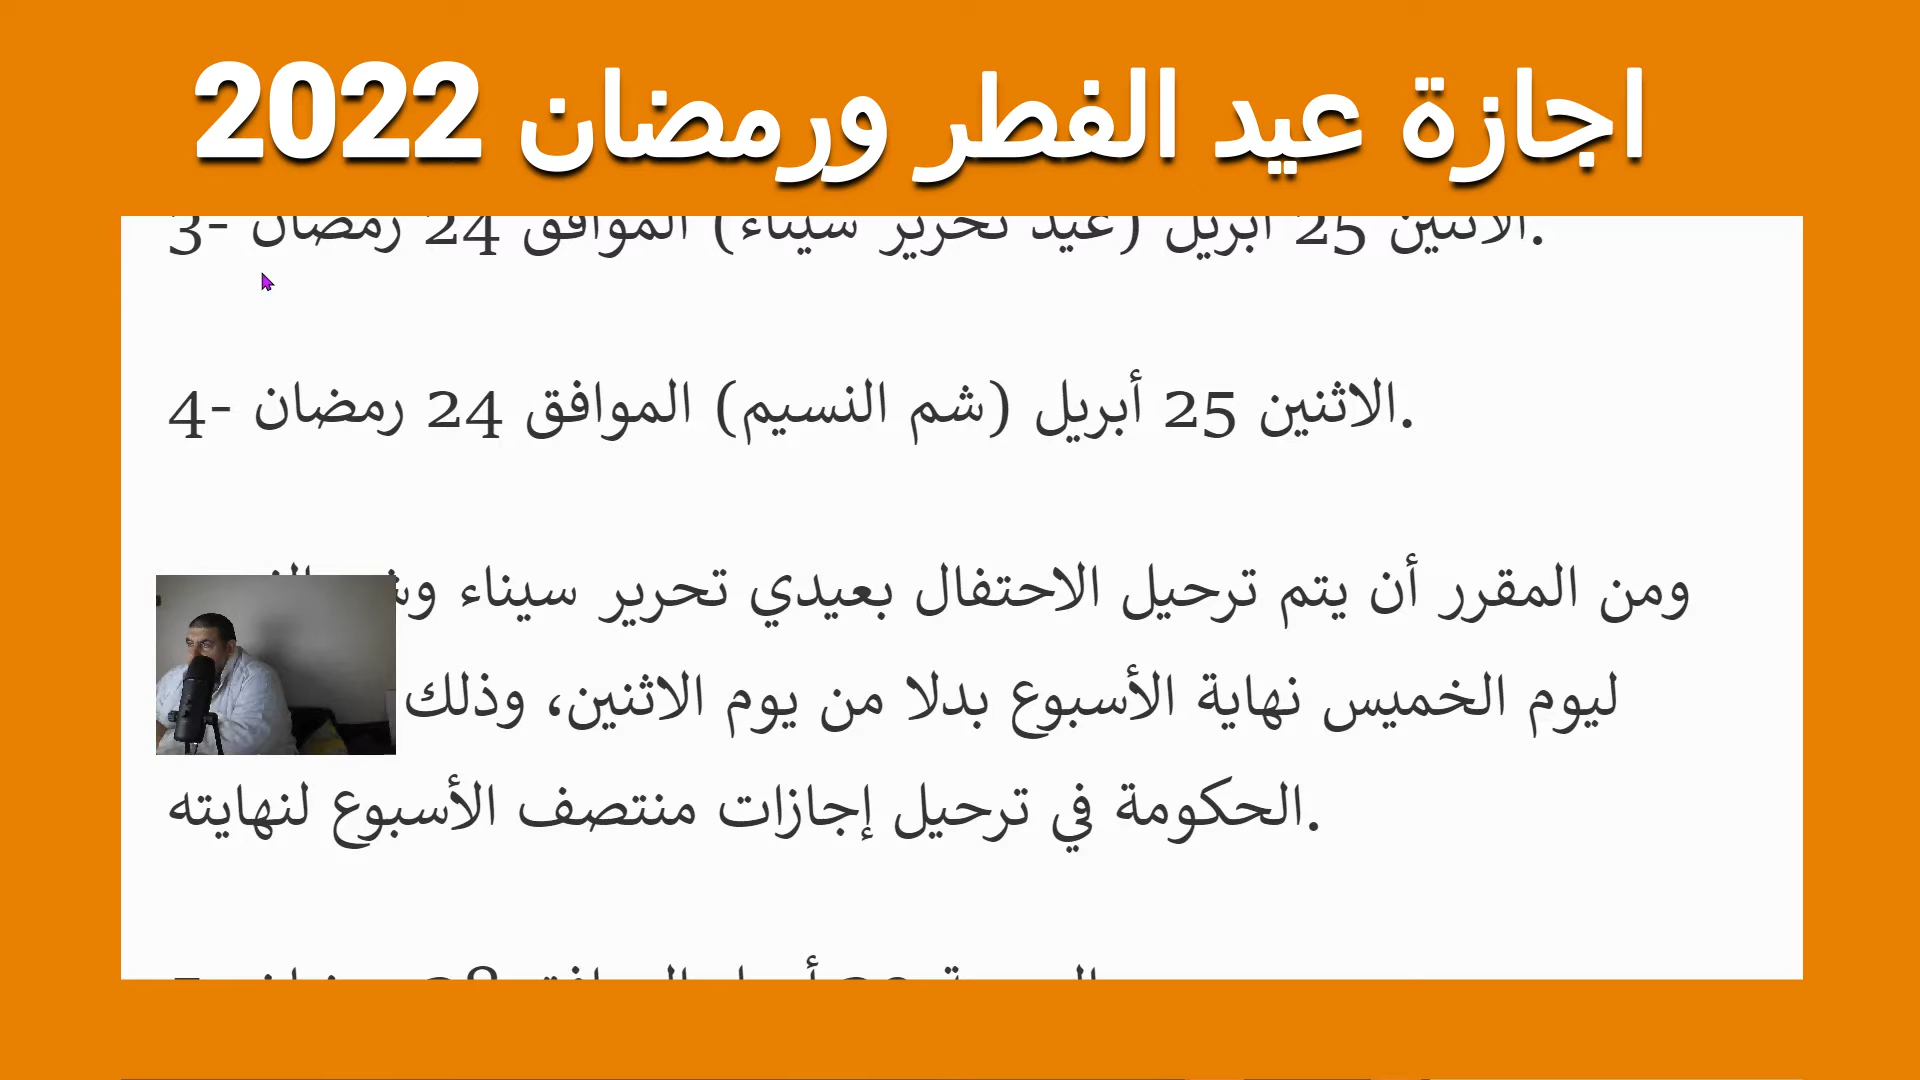 اجازة عيد الفطر ورمضان 2022
3- الاثنين 25 أبريل (عيد تحرير سيناء) الموافق 24 رمضان.
4- الاثنين 25 أبريل (شم النسيم) الموافق 24 رمضان.
ومن المقرر أن يتم ترحيل الاحتفال بعيدي تحرير سيناء
ليوم الخميس نهاية الأسبوع بدلا من يوم الاثنين، وذلك
الحكومة في ترحيل إجازات منتصف الأسبوع لنهايته.